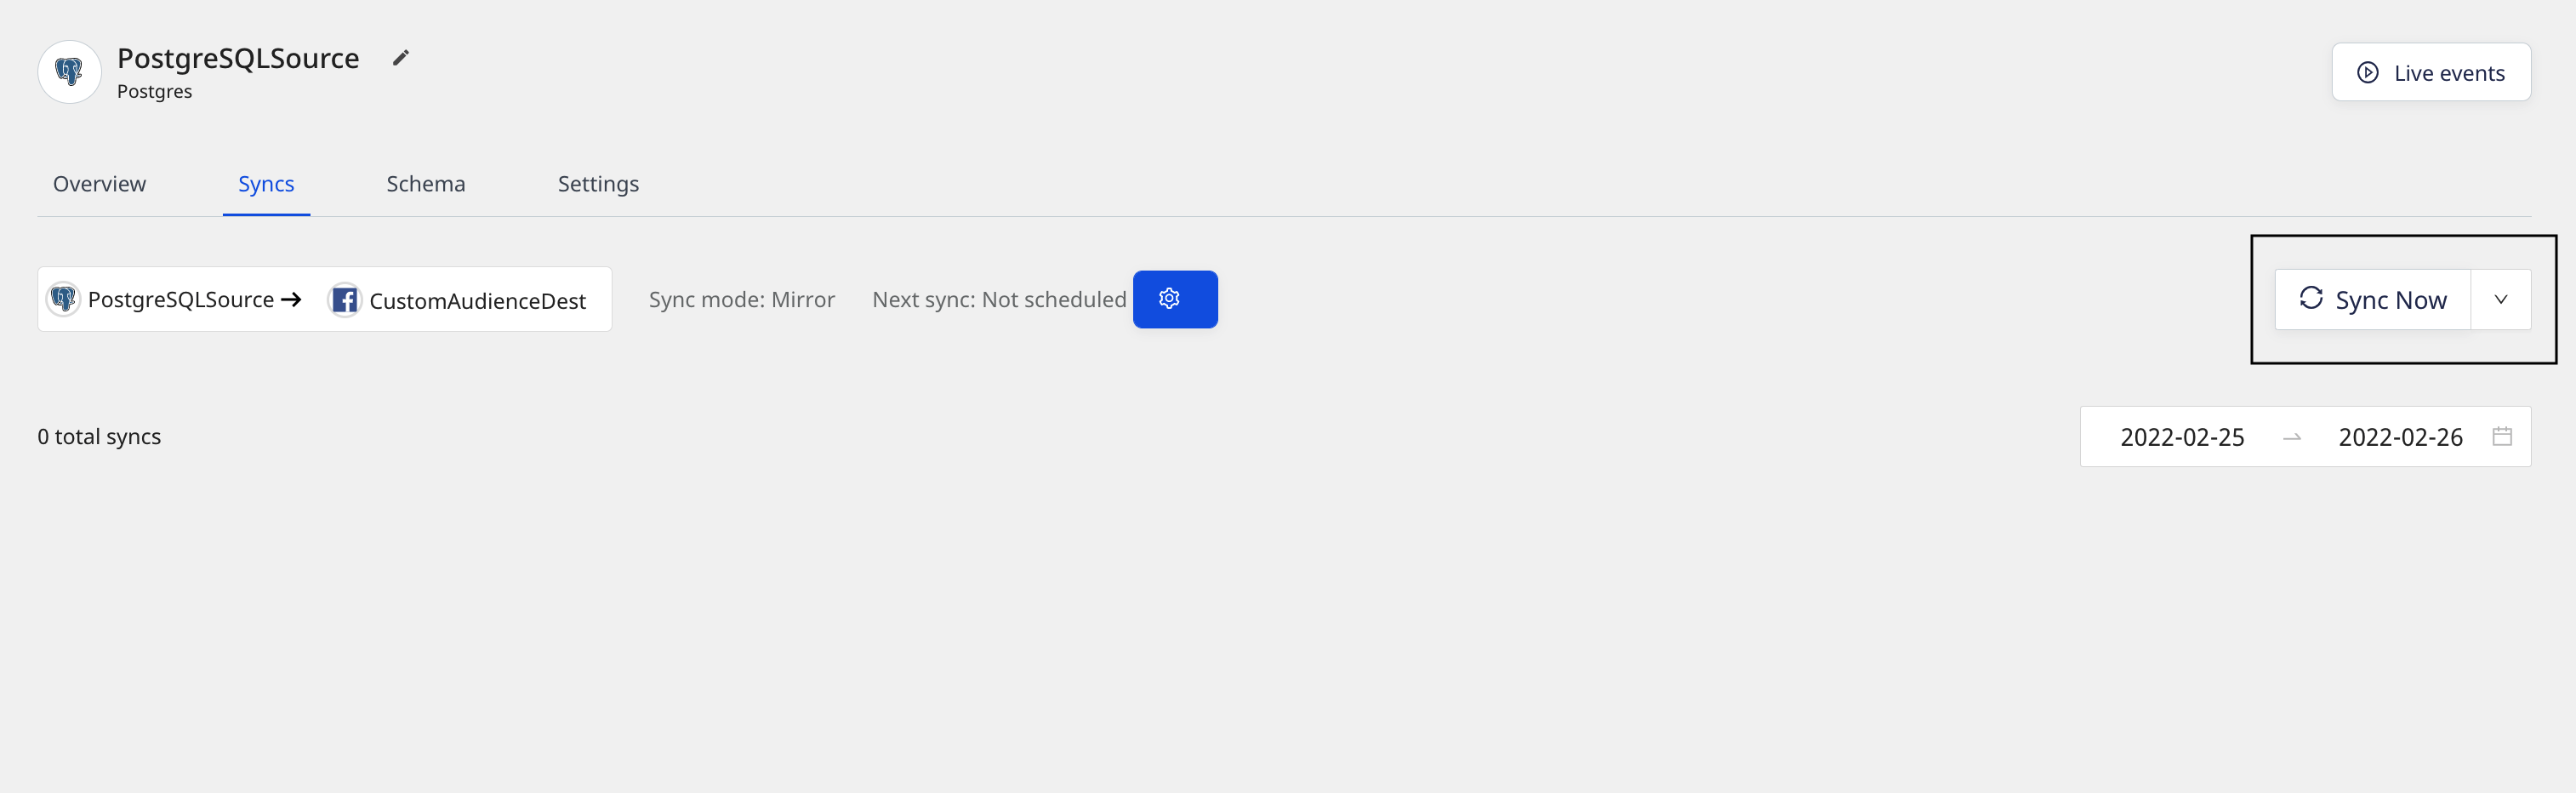 PostgreSQLSource
Postgres
Live events
Overview Syncs Schema Settings
PostgreSQLSource → CustomAudienceDest Sync mode: Mirror Next sync: Not scheduled Sync Now
0 total syncs 2022-02-25 → 2022-02-26